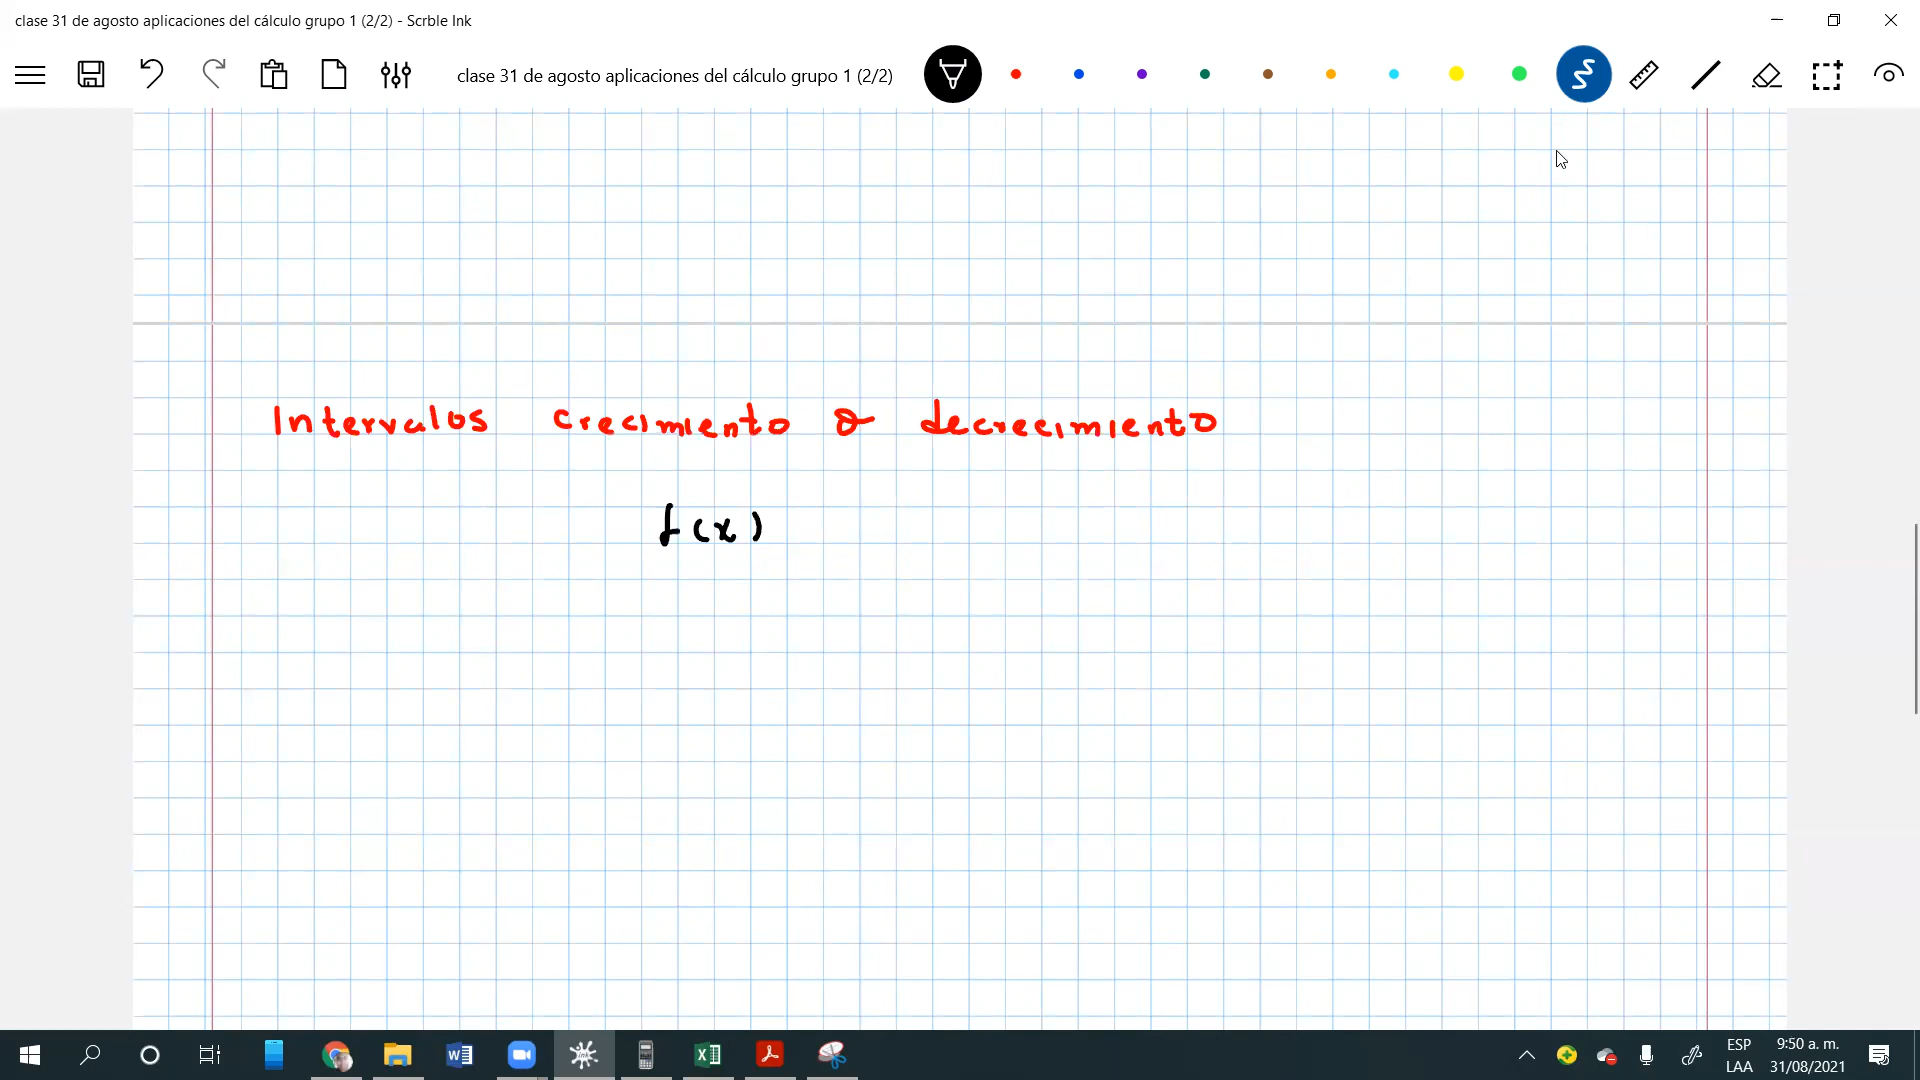 clase 31 de agosto aplicaciones del cálculo grupo 1 (2/2) - Scrble Ink
clase 31 de agosto aplicaciones del cálculo grupo 1 (2/2)
Intervalos crecimiento & decrecimiento
f(x)
ESP 9:50 a. m.
LAA 31/08/2021